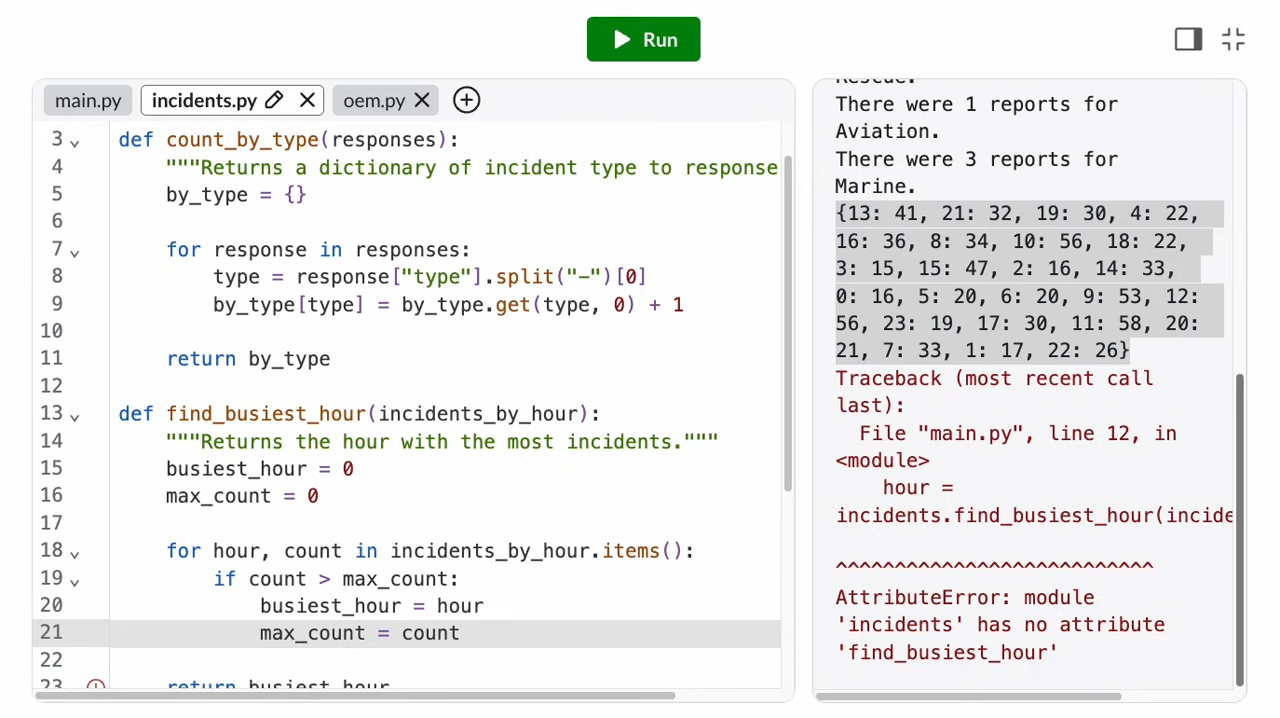 Run
main.py
incidents.py
oem.py
3 def count_by_type(responses):
4 """Returns a dictionary of incident type to response
5 by_type = {}
6
7 for response in responses:
8 type = response["type"].split("-")[0]
9 by_type[type] = by_type.get(type, 0) + 1
10
11 return by_type
12
13 def find_busiest_hour(incidents_by_hour):
14 """Returns the hour with the most incidents."""
15 busiest_hour = 0
16 max_count = 0
17
18 for hour, count in incidents_by_hour.items():
19 if count > max_count:
20 busiest_hour = hour
21 max_count = count
22
23 return busiest_hour
Rescue.
There were 1 reports for
Aviation.
There were 3 reports for
Marine.
{13: 41, 21: 32, 19: 30, 4: 22,
16: 36, 8: 34, 10: 56, 18: 22,
3: 15, 15: 47, 2: 16, 14: 33,
0: 16, 5: 20, 6: 20, 9: 53, 12:
56, 23: 19, 17: 30, 11: 58, 20:
21, 7: 33, 1: 17, 22: 26}
Traceback (most recent call
last):
File "main.py", line 12, in
<module>
hour =
incidents.find_busiest_hour(incide
^^^^^^^^^^^^^^^^^^^^^^^^^^^
AttributeError: module
'incidents' has no attribute
'find_busiest_hour'